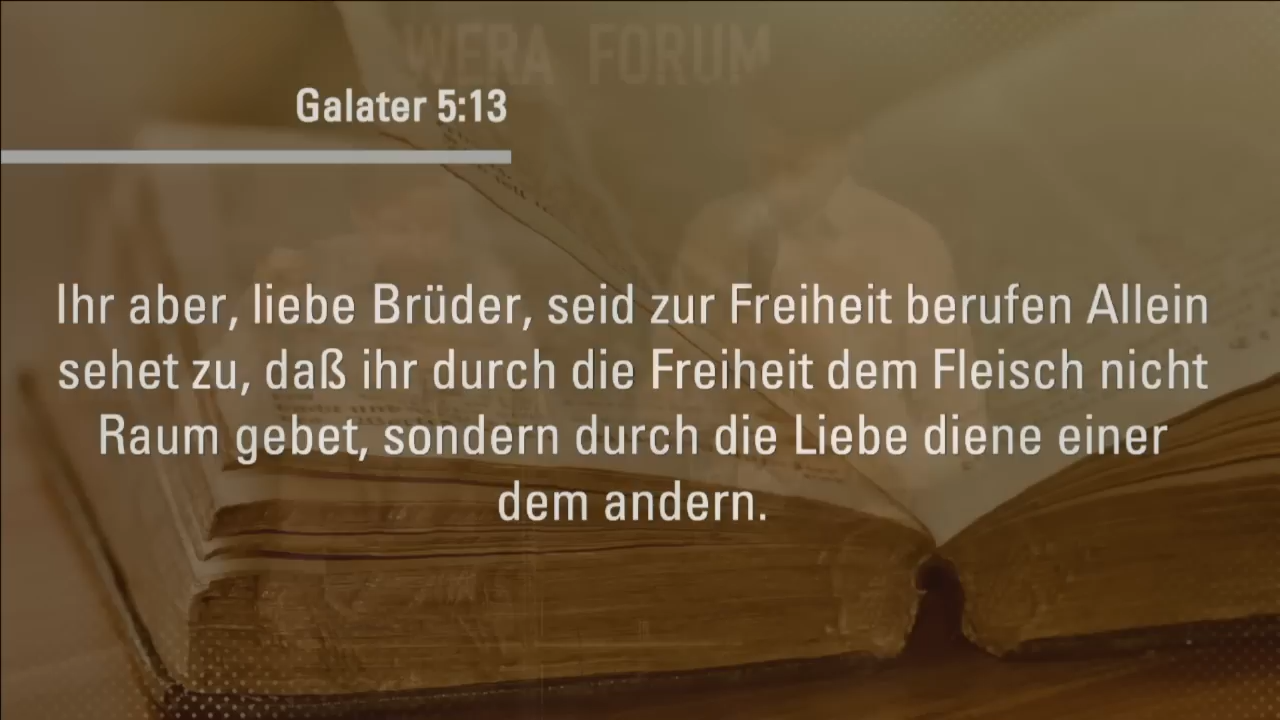 WERA FORUM
Galater 5:13
Ihr aber, liebe Brüder, seid zur Freiheit berufen Allein
sehet zu, daß ihr durch die Freiheit dem Fleisch nicht
Raum gebet, sondern durch die Liebe diene einer
dem andern.